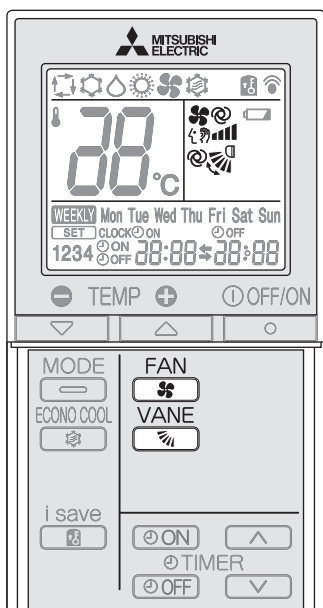 MITSUBISHI
ELECTRIC
°C
WEEKLY Mon Tue Wed Thu Fri Sat Sun
SET CLOCK ON OFF
1234 ON 88:88 88:88
OFF
TEMP OFF/ON
MODE FAN
ECONO COOL VANE
i save
ON
TIMER
OFF